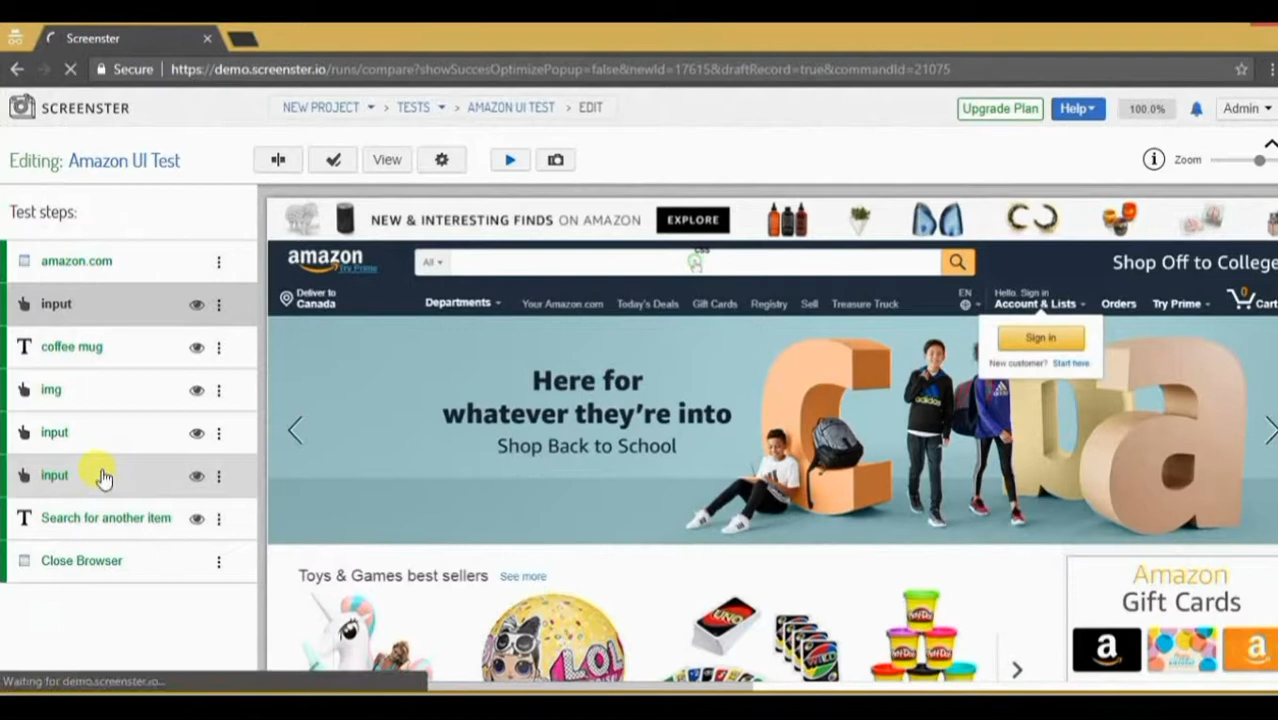 Screenster
Secure https://demo.screenster.io/runs/compare?showSuccesOptimizePopup=false&newId=17615&draftRecord=true&commandId=21075
SCREENSTER
NEW PROJECT > TESTS > AMAZON UI TEST > EDIT
Upgrade Plan
Help
100.0%
Admin
Editing: Amazon UI Test
View
Zoom
Test steps:
amazon.com
input
coffee mug
img
input
input
Search for another item
Close Browser
NEW & INTERESTING FINDS ON AMAZON EXPLORE
amazon
Try Prime
All
css
Shop Off to College
Deliver to
Canada
Departments
Your Amazon.com
Today's Deals
Gift Cards
Registry
Sell
Treasure Truck
EN
Hello. Sign in
Account & Lists
Orders
Try Prime
0
Cart
Sign in
New customer? Start here.
Here for
whatever they're into
Shop Back to School
Toys & Games best sellers See more
Amazon
Gift Cards
UNO
LOL
Waiting for demo.screenster.io...